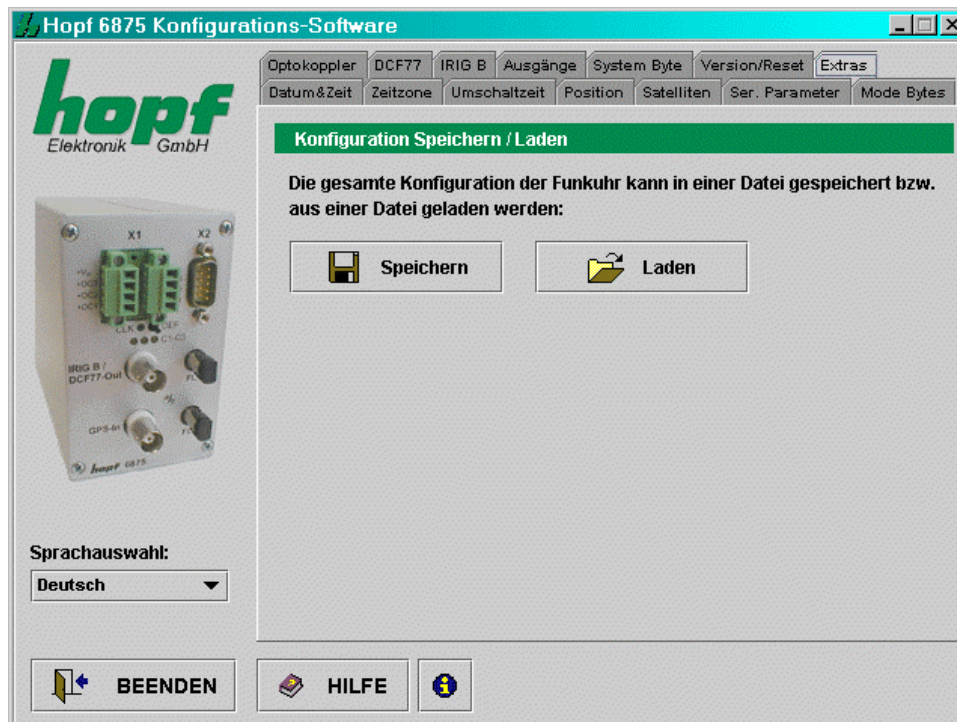 Hopf 6875 Konfigurations-Software
hopf
Elektronik GmbH
Optokoppler DCF77 IRIG B Ausgänge System Byte Version/Reset Extras
Datum&Zeit Zeitzone Umschaltzeit Position Satelliten Ser. Parameter Mode Bytes
Konfiguration Speichern / Laden
Die gesamte Konfiguration der Funkuhr kann in einer Datei gespeichert bzw.
aus einer Datei geladen werden:
Speichern Laden
X1 X2
CLK
C1-C3
IRIG B /
DCF77-Out
GPS-In
hopf 6875
Sprachauswahl:
Deutsch
BEENDEN HILFE